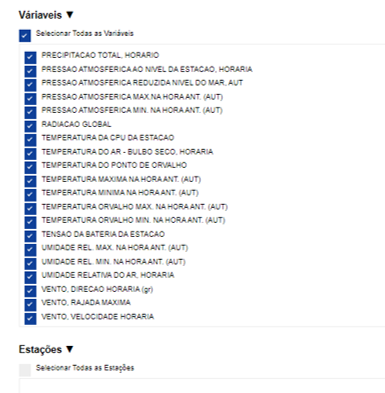 Váriaveis ▼
Selecionar Todas as Variáveis
PRECIPITACAO TOTAL, HORARIO
PRESSAO ATMOSFERICA AO NIVEL DA ESTACAO, HORARIA
PRESSAO ATMOSFERICA REDUZIDA NIVEL DO MAR, AUT
PRESSAO ATMOSFERICA MAX.NA HORA ANT. (AUT)
PRESSAO ATMOSFERICA MIN. NA HORA ANT. (AUT)
RADIACAO GLOBAL
TEMPERATURA DA CPU DA ESTACAO
TEMPERATURA DO AR - BULBO SECO, HORARIA
TEMPERATURA DO PONTO DE ORVALHO
TEMPERATURA MAXIMA NA HORA ANT. (AUT)
TEMPERATURA MINIMA NA HORA ANT. (AUT)
TEMPERATURA ORVALHO MAX. NA HORA ANT. (AUT)
TEMPERATURA ORVALHO MIN. NA HORA ANT. (AUT)
TENSAO DA BATERIA DA ESTACAO
UMIDADE REL. MAX. NA HORA ANT. (AUT)
UMIDADE REL. MIN. NA HORA ANT. (AUT)
UMIDADE RELATIVA DO AR, HORARIA
VENTO, DIRECAO HORARIA (gr)
VENTO, RAJADA MAXIMA
VENTO, VELOCIDADE HORARIA
Estações ▼
Selecionar Todas as Estações